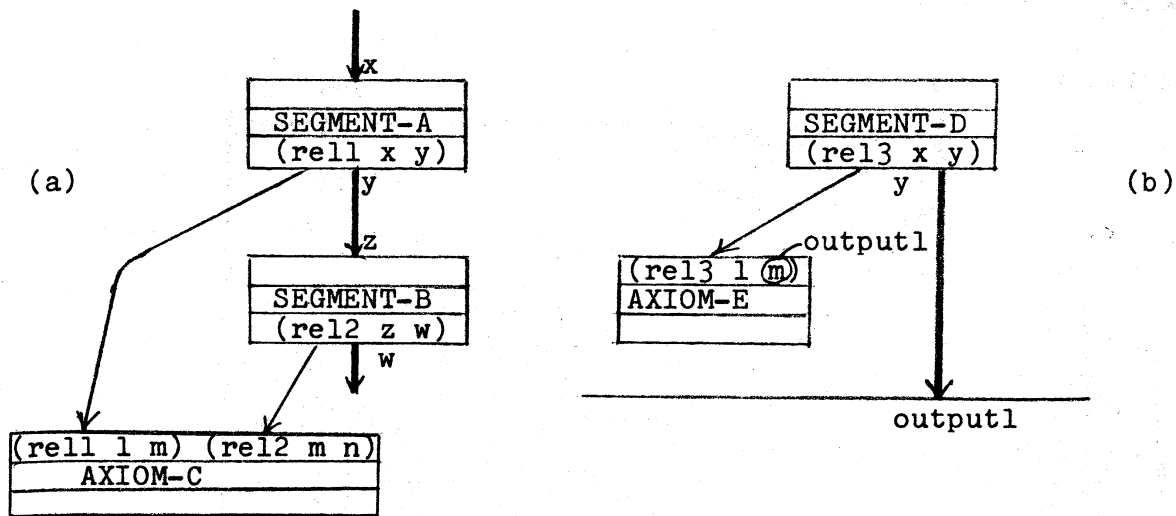 (a)
x
SEGMENT-A
(rel1 x y)
y
z
SEGMENT-B
(rel2 z w)
w
(rel1 l m) (rel2 m n)
AXIOM-C
(b)
SEGMENT-D
(rel3 x y)
y
output1
(rel3 l m)
AXIOM-E
output1